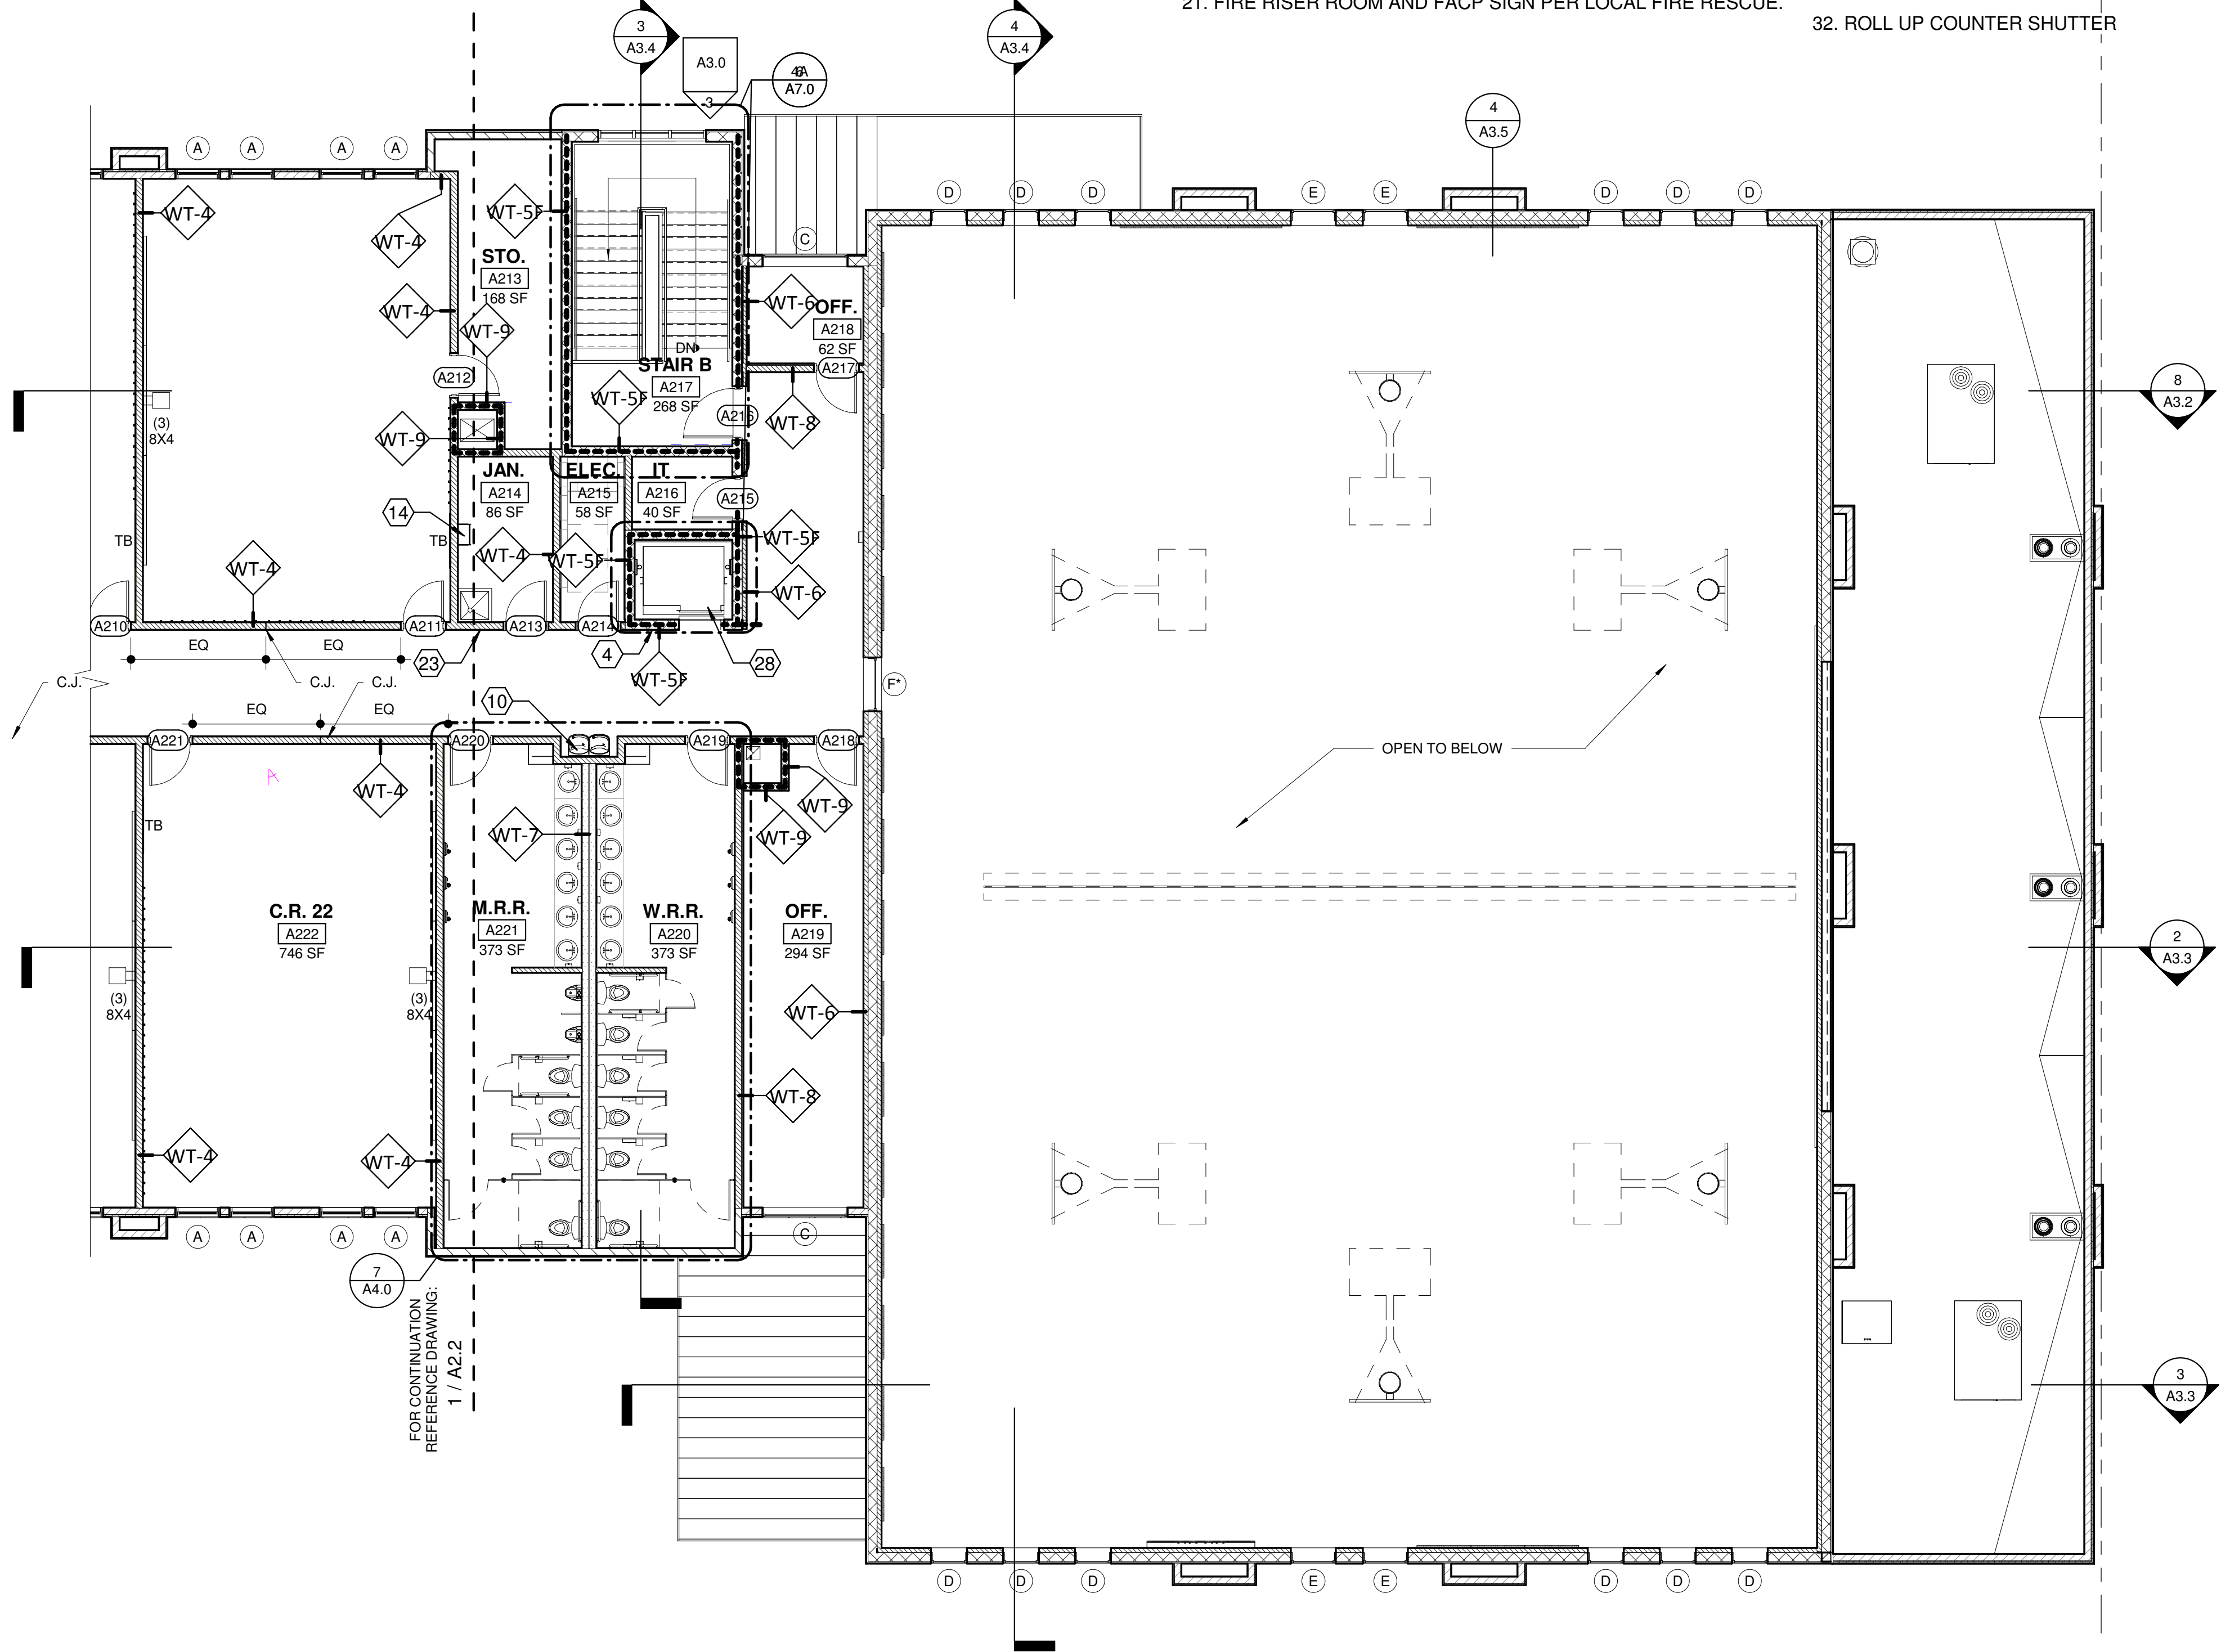 21. FIRE RISER ROOM AND FACP SIGN PER LOCAL FIRE RESCUE.
32. ROLL UP COUNTER SHUTTER
3
A3.4
A3.0
3
A7.0
4
A3.4
4
A3.5
A
A
A
A
D
D
D
E
E
D
D
D
WT-4
WT-4
WT-5F
C
STO.
A213
168 SF
WT-4
WT-9
WT-6
OFF.
A218
62 SF
DN
STAIR B
A217
268 SF
A217
A212
WT-5F
A216
WT-8
8
A3.2
(3)
8X4
WT-9
JAN.
A214
86 SF
ELEC.
A215
58 SF
IT
A216
40 SF
A215
14
TB
TB
WT-4
WT-5F
WT-5F
WT-4
WT-6
A210
A211
A213
A214
EQ
EQ
23
4
28
C.J.
C.J.
C.J.
WT-5F
F*
10
EQ
EQ
A221
A220
A219
A218
OPEN TO BELOW
A
WT-4
WT-9
TB
WT-7
WT-9
C.R. 22
A222
746 SF
M.R.R.
A221
373 SF
W.R.R.
A220
373 SF
OFF.
A219
294 SF
2
A3.3
(3)
8X4
(3)
8X4
WT-6
WT-8
WT-4
WT-4
A
A
A
A
C
7
A4.0
FOR CONTINUATION
REFERENCE DRAWING:
1 / A2.2
3
A3.3
D
D
D
E
E
D
D
D